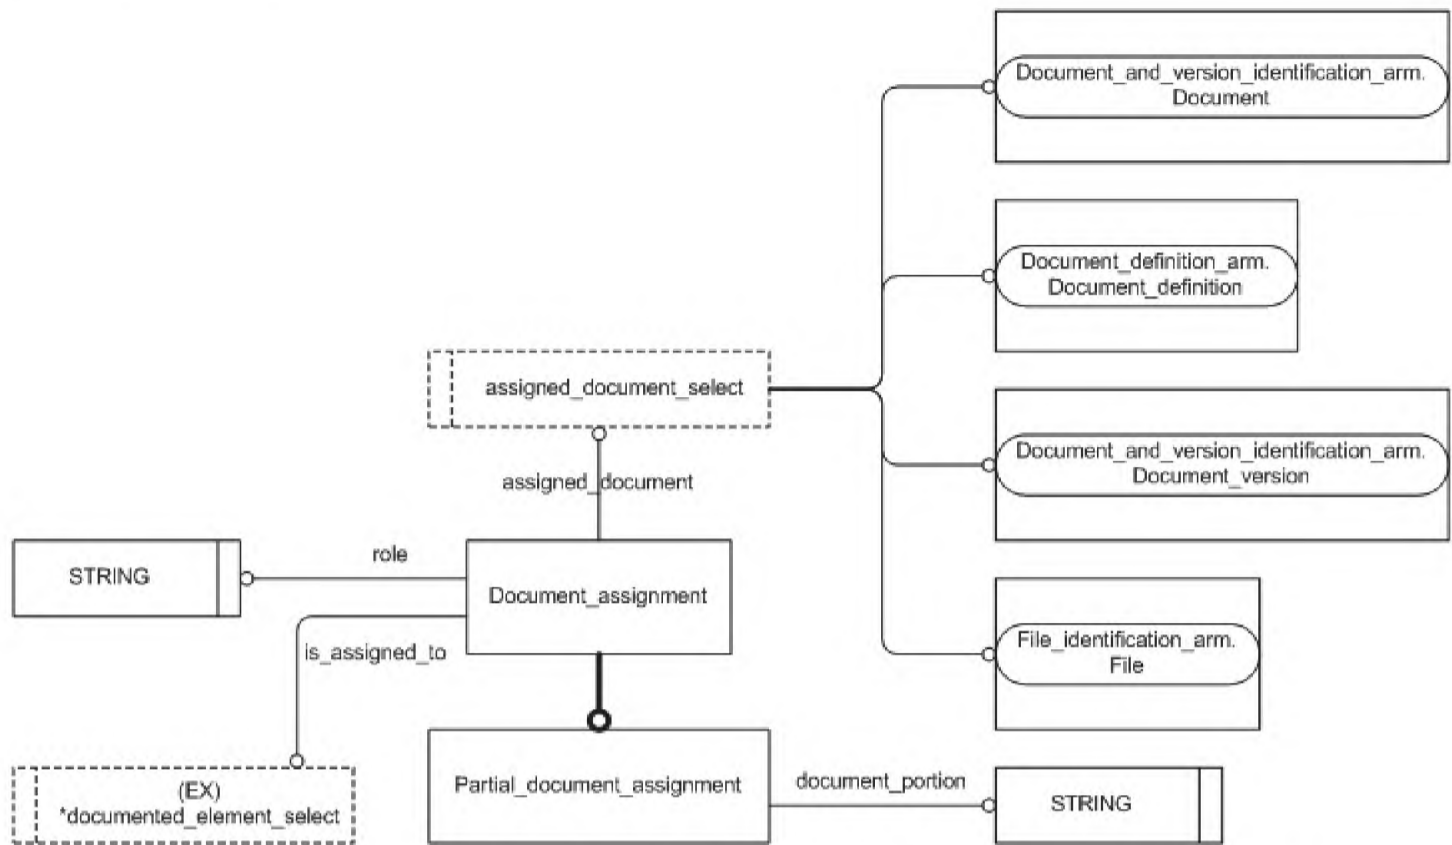 Document_and_version_identification_arm.
Document
Document_definition_arm.
Document_definition
assigned_document_select
Document_and_version_identification_arm.
Document_version
assigned_document
role
STRING
Document_assignment
is_assigned_to
File_identification_arm.
File
(EX)
*documented_element_select
Partial_document_assignment
document_portion
STRING